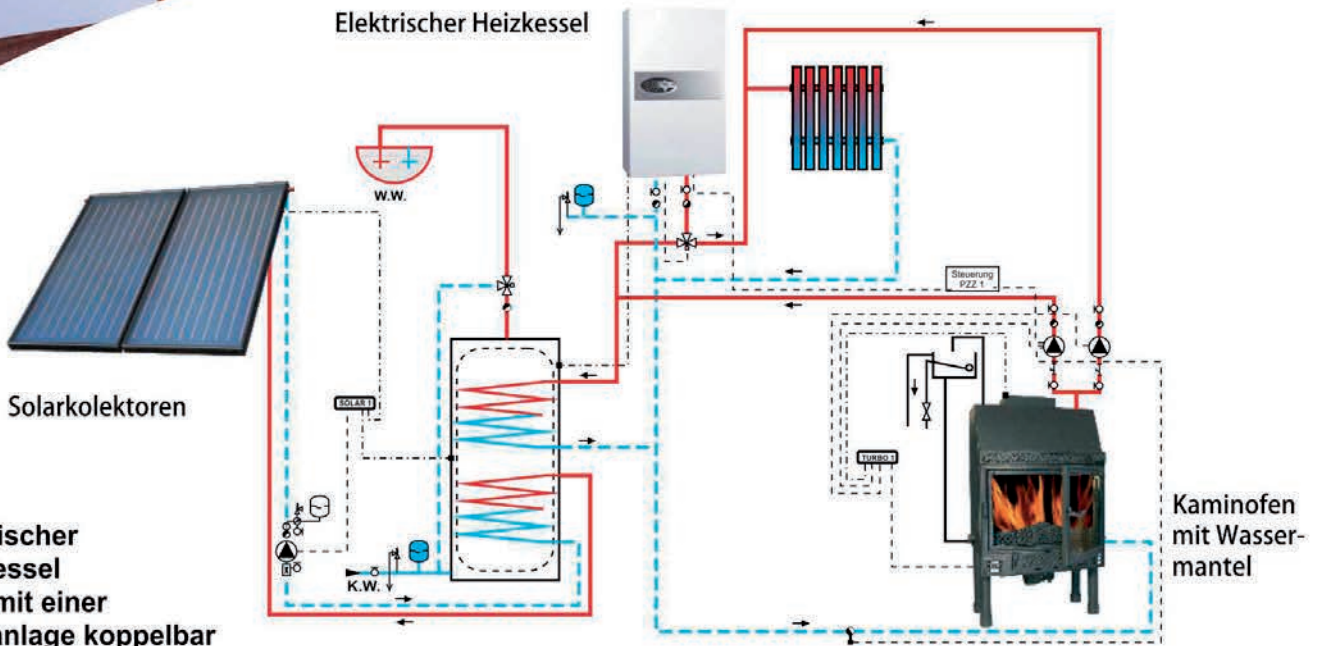 Elektrischer Heizkessel
W.W.
Steuerung
PZZ 1
Solarkolektoren
SOLAR 1
TURBO 1
Kaminofen
mit Wasser-
mantel
K.W.
ischer
essel
mit einer
anlage koppelbar